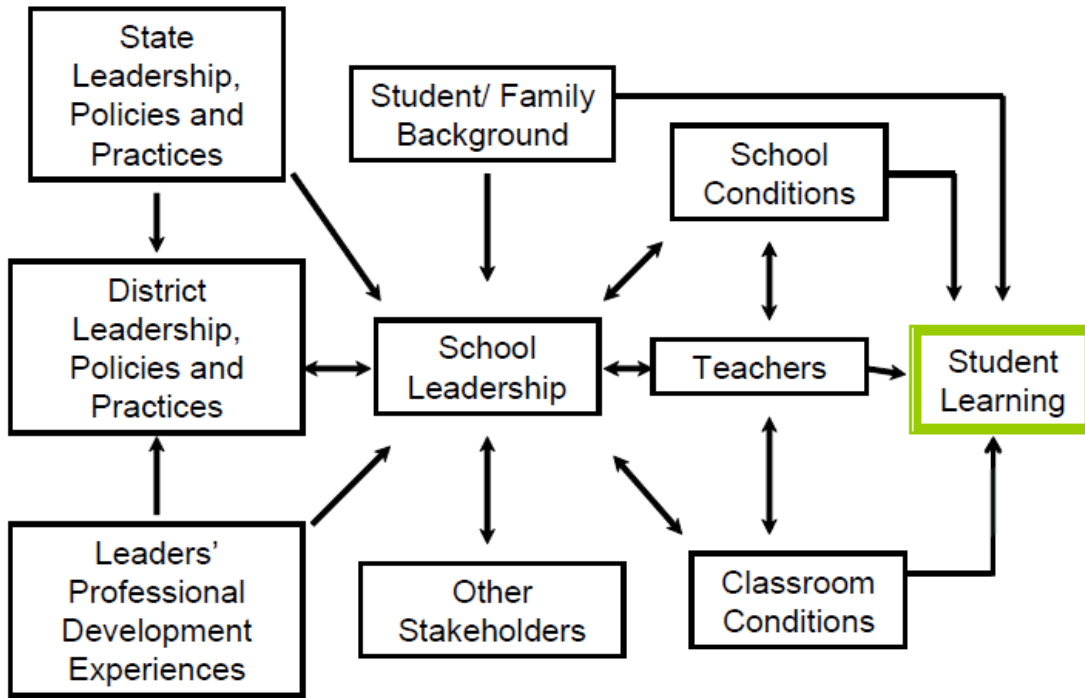 State
Leadership,
Policies and
Practices
Student/ Family
Background
School
Conditions
District
Leadership,
Policies and
Practices
School
Leadership
Teachers
Student
Learning
Leaders’
Professional
Development
Experiences
Other
Stakeholders
Classroom
Conditions